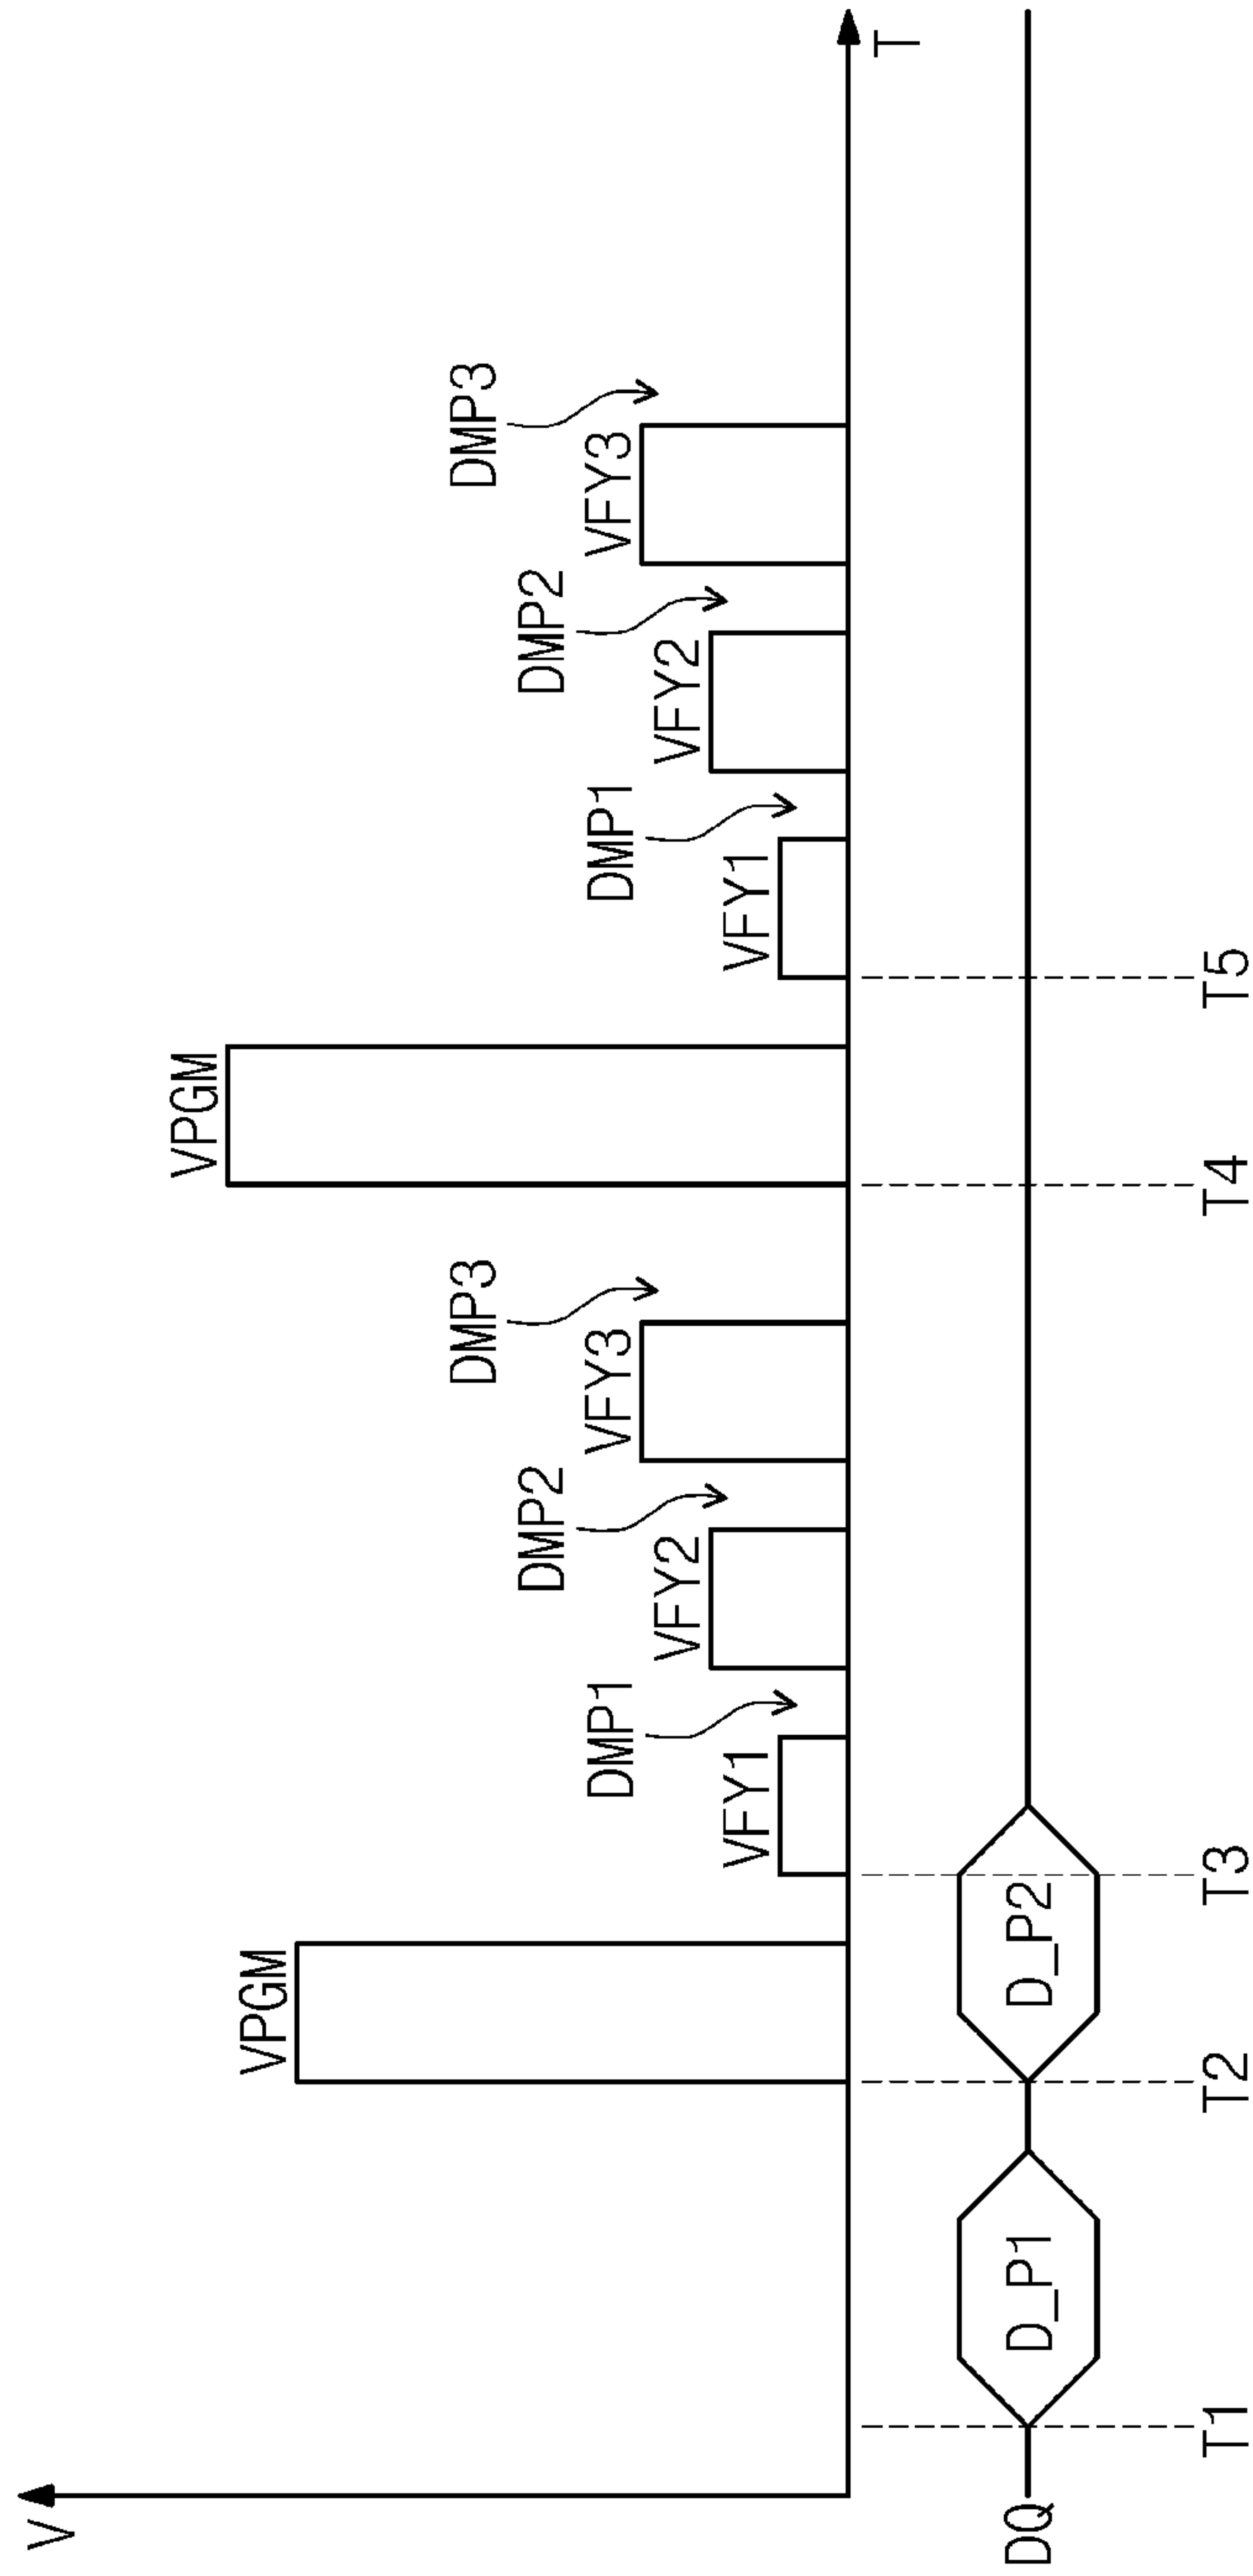 V
VPGM
VPGM
DMP3
DMP3
DMP2
DMP2
VFY3
VFY3
DMP1
DMP1
VFY2
VFY2
VFY1
VFY1
T
DQ
D_P1
D_P2
T1
T2
T3
T4
T5